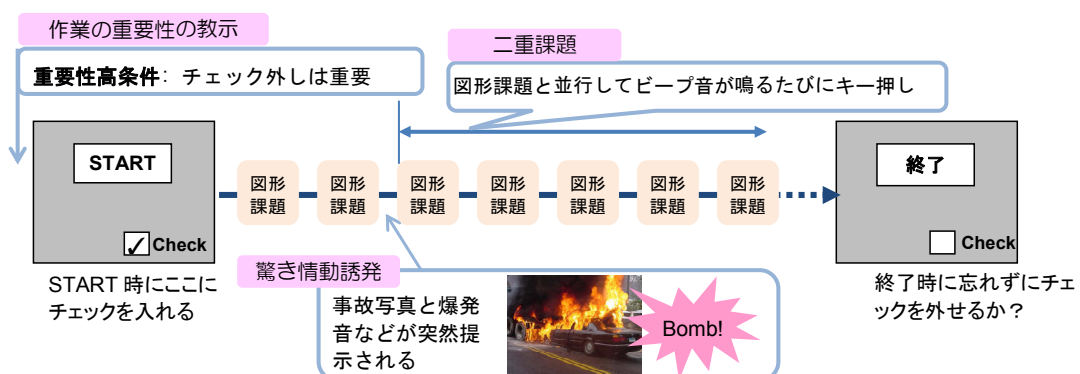 作業の重要性の教示
重要性高条件: チェック外しは重要
二重課題
図形課題と並行してビープ音が鳴るたびにキー押し
START
✓ Check
START 時にここに
チェックを入れる
図形
課題
図形
課題
図形
課題
図形
課題
図形
課題
図形
課題
図形
課題
驚き情動誘発
事故写真と爆発
音などが突然提
示される
Bomb!
終了
Check
終了時に忘れずにチェ
ックを外せるか？